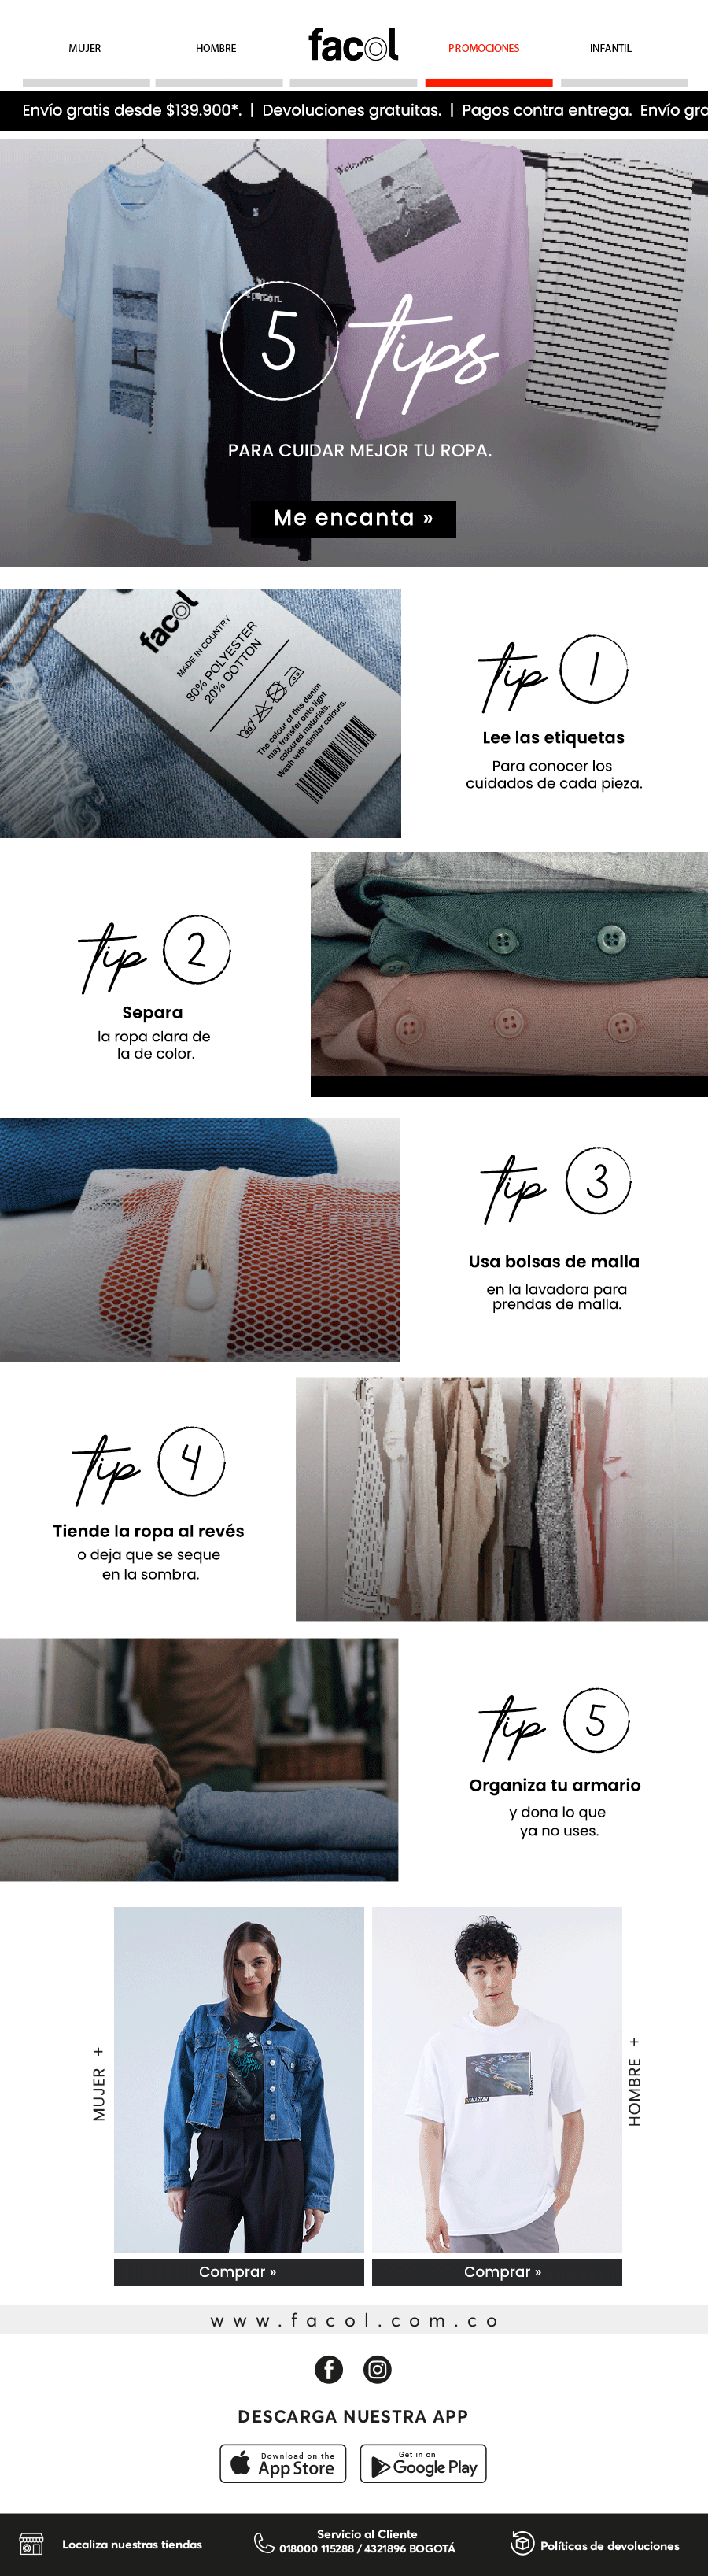 MUJER
HOMBRE
facol
PROMOCIONES
INFANTIL
Envío gratis desde $139.900*. | Devoluciones gratuitas. | Pagos contra entrega. Envío gra
Welcome
5 tips
PARA CUIDAR MEJOR TU ROPA.
Me encanta »
facol
MADE IN COUNTRY
80% POLYESTER
20% COTTON
40
The colour of this denim
may transfer onto light
coloured materials.
Wash with similar colours.
tip 1
Lee las etiquetas
Para conocer los
cuidados de cada pieza.
tip 2
Separa
la ropa clara de
la de color.
tip 3
Usa bolsas de malla
en la lavadora para
prendas de malla.
tip 4
Tiende la ropa al revés
o deja que se seque
en la sombra.
tip 5
Organiza tu armario
y dona lo que
ya no uses.
MUJER +
HOMBRE +
NASCAR
Comprar »
Comprar »
www.facol.com.co
DESCARGA NUESTRA APP
Download on the
App Store
Get in on
Google Play
Localiza nuestras tiendas
Servicio al Cliente
018000 115288 / 4321896 BOGOTÁ
Políticas de devoluciones